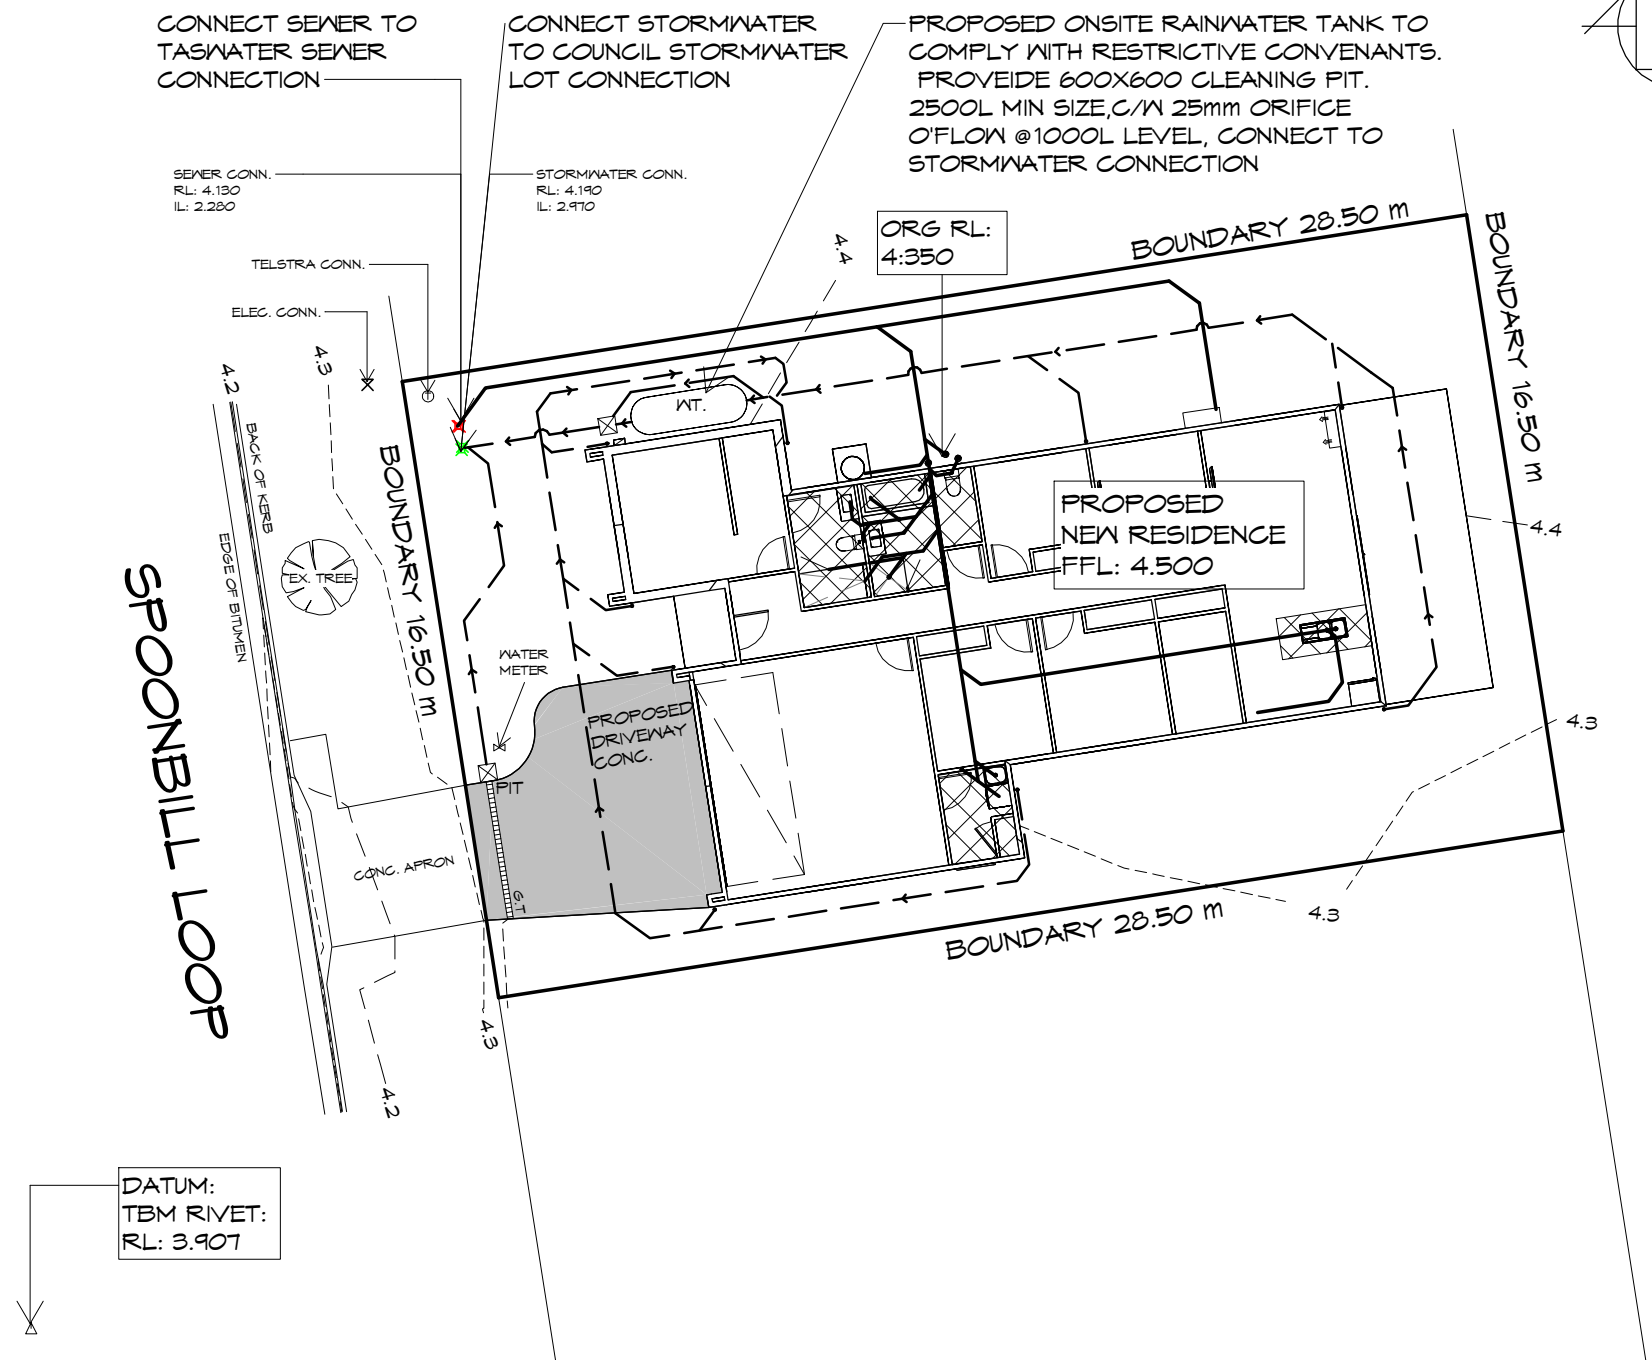 CONNECT SEWER TO
TASWATER SEWER
CONNECTION
CONNECT STORMWATER
TO COUNCIL STORMWATER
LOT CONNECTION
PROPOSED ONSITE RAINWATER TANK TO
COMPLY WITH RESTRICTIVE CONVENANTS.
PROVEIDE 600X600 CLEANING PIT.
2500L MIN SIZE,C/W 25mm ORIFICE
O'FLOW @1000L LEVEL, CONNECT TO
STORMWATER CONNECTION
SEWER CONN.
RL: 4.130
IL: 2.280
STORMWATER CONN.
RL: 4.190
IL: 2.970
ORG RL:
4:350
BOUNDARY 28.50 m
BOUNDARY 16.50 m
4.4
TELSTRA CONN.
ELEC. CONN.
4.3
4.2
BACK OF KERB
EDGE OF BITUMEN
EX. TREE
BOUNDARY 16.50 m
WT.
PROPOSED
NEW RESIDENCE
FFL: 4.500
4.4
SPOONBILL LOOP
WATER
METER
PROPOSED
DRIVEWAY
CONC.
PIT
G.T
CONC. APRON
4.3
4.3
BOUNDARY 28.50 m
4.3
4.2
DATUM:
TBM RIVET:
RL: 3.907